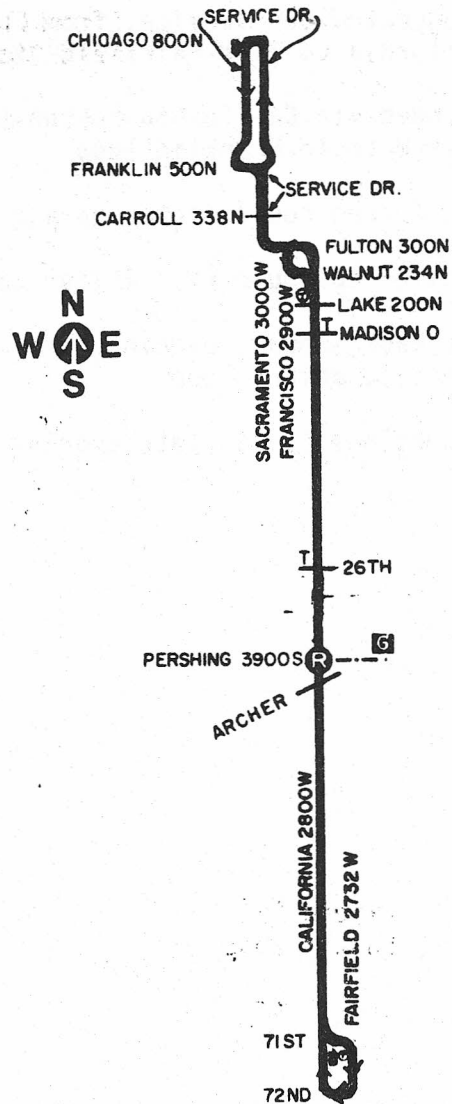 SERVICE DR.
CHICAGO 800N
FRANKLIN 500N
SERVICE DR.
CARROLL 338N
FULTON 300N
WALNUT 234N
LAKE 200N
T
MADISON 0
SACRAMENTO 3000W
FRANCISCO 2900W
N
W E
S
T
26TH
PERSHING 3900S
R
G
ARCHER
CALIFORNIA 2800W
FAIRFIELD 2732W
71ST
72ND